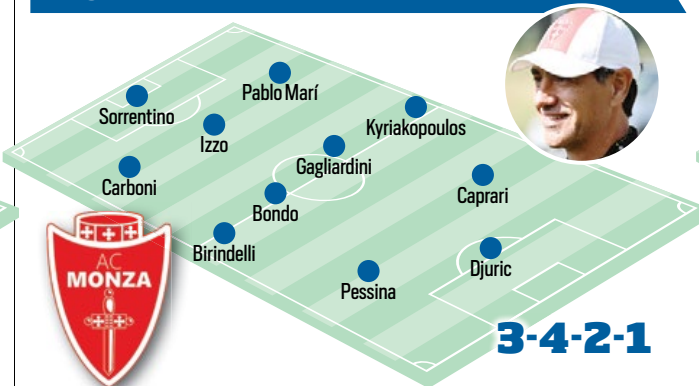 Pablo Marí
Sorrentino
Kyriakopoulos
Izzo
Gagliardini
Carboni
Caprari
Bondo
Birindelli
Djuric
Pessina
AC
MONZA
3-4-2-1